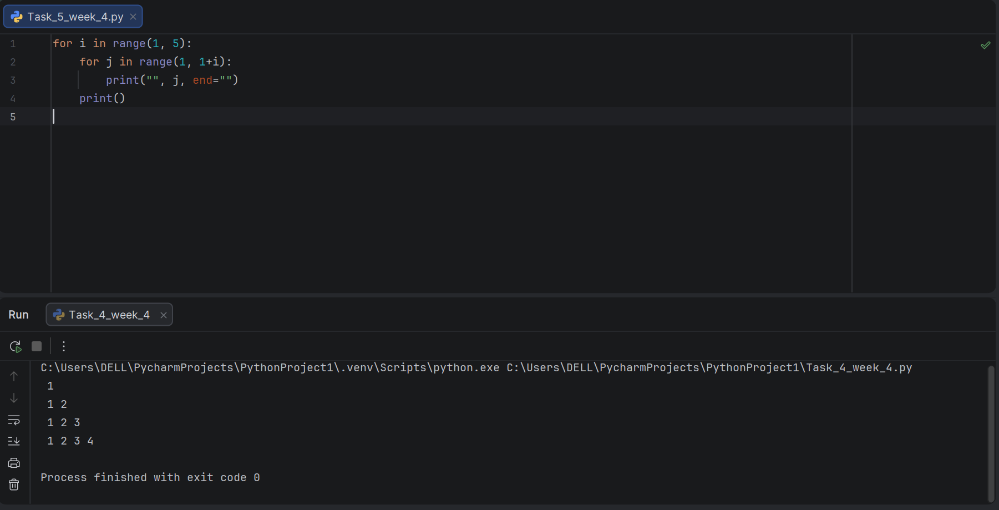 Task_5_week_4.py
1 for i in range(1, 5):
2     for j in range(1, 1+i):
3         print("", j, end="")
4     print()
5
Run Task_4_week_4
C:\Users\DELL\PycharmProjects\PythonProject1\.venv\Scripts\python.exe C:\Users\DELL\PycharmProjects\PythonProject1\Task_4_week_4.py
 1
 1 2
 1 2 3
 1 2 3 4
Process finished with exit code 0